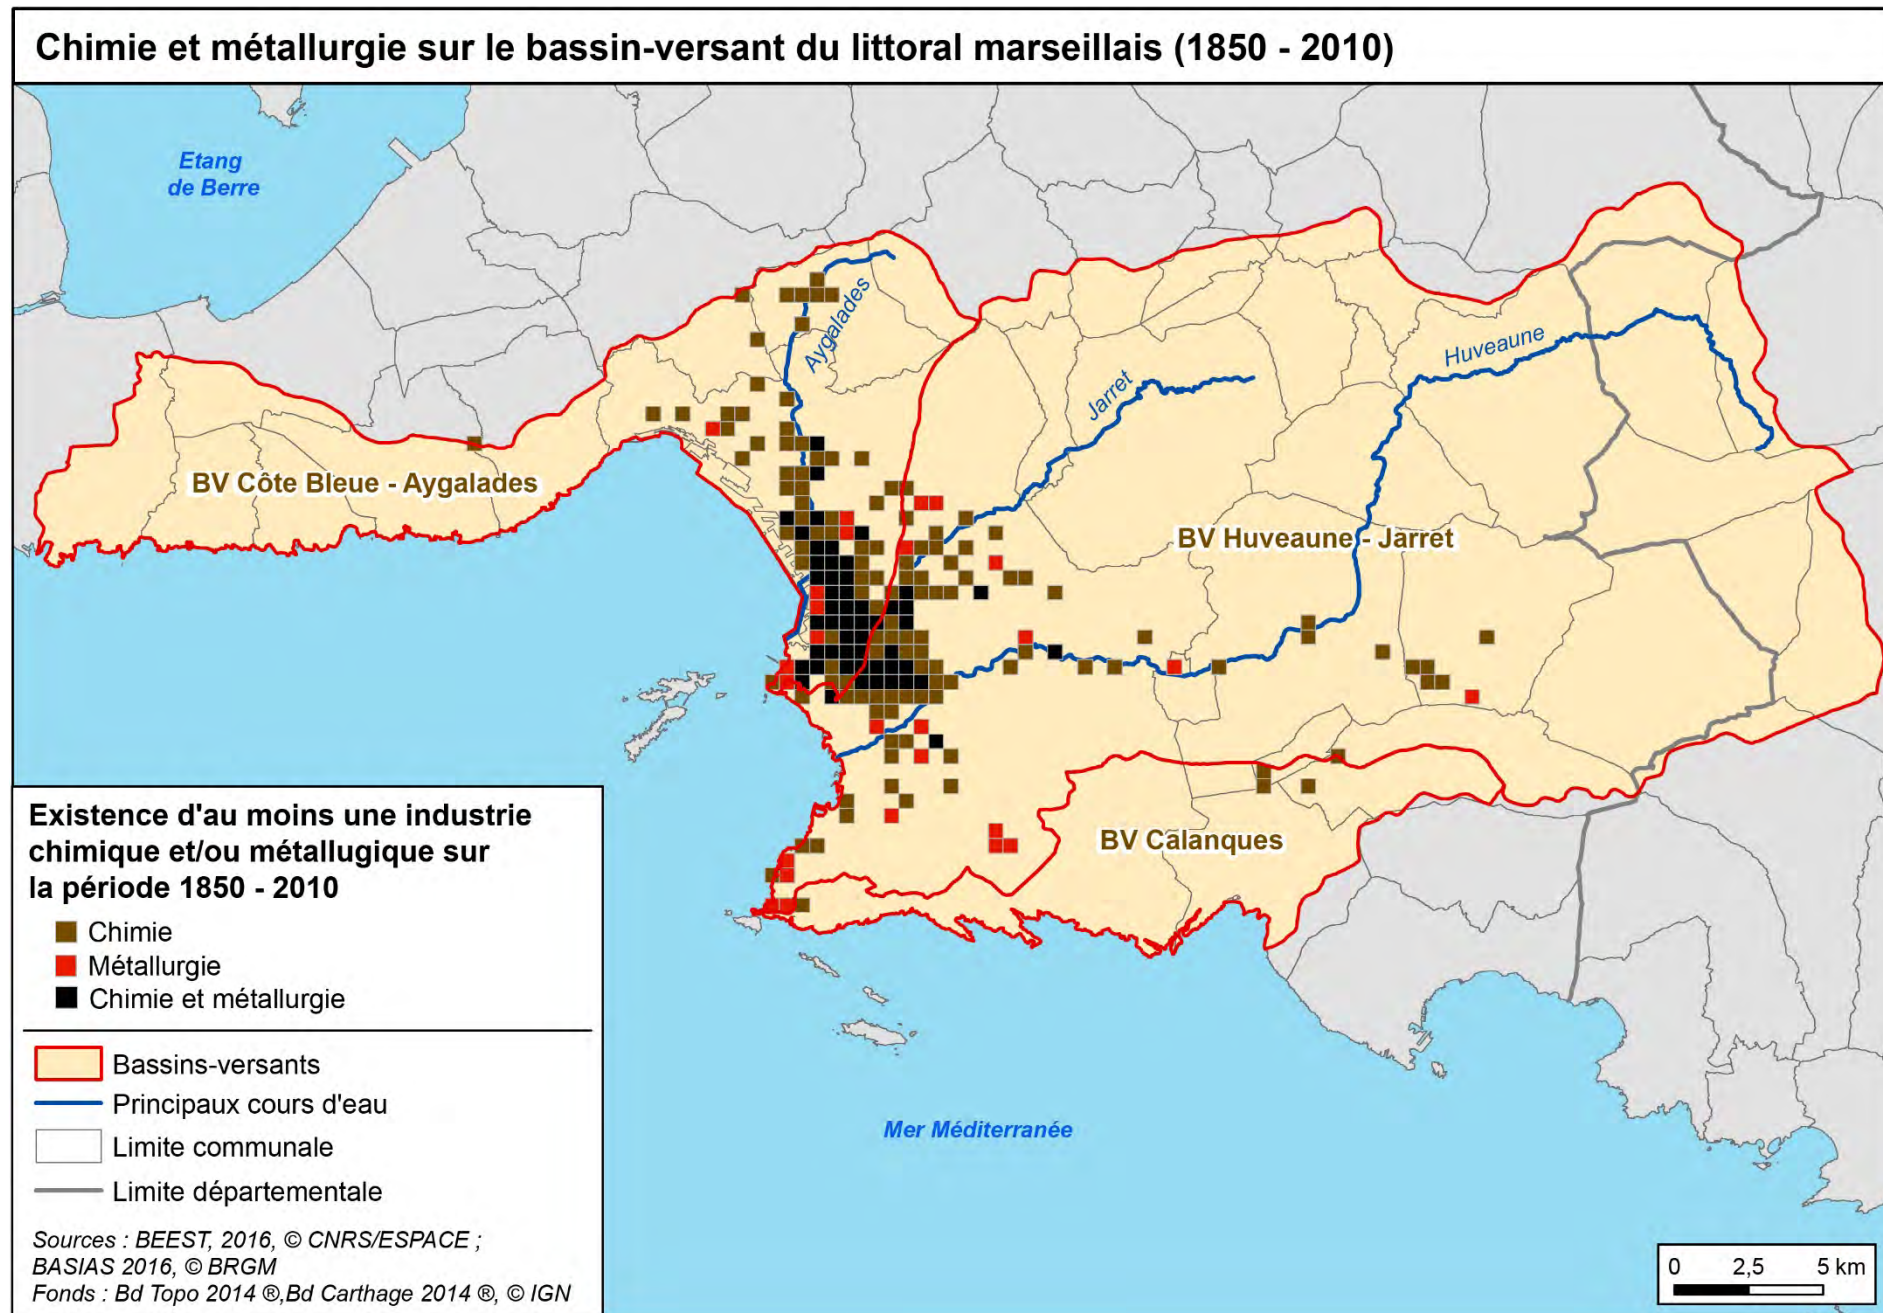 Chimie et métallurgie sur le bassin-versant du littoral marseillais (1850 - 2010)
Etang
de Berre
Aygalades
Jarret
Huveaune
BV Côte Bleue - Aygalades
BV Huveaune - Jarret
BV Calanques
Mer Méditerranée
Existence d'au moins une industrie
chimique et/ou métallugique sur
la période 1850 - 2010
Chimie
Métallurgie
Chimie et métallurgie
Bassins-versants
Principaux cours d'eau
Limite communale
Limite départementale
Sources : BEEST, 2016, © CNRS/ESPACE ;
BASIAS 2016, © BRGM
Fonds : Bd Topo 2014 ®,Bd Carthage 2014 ®, © IGN
0 2,5 5 km